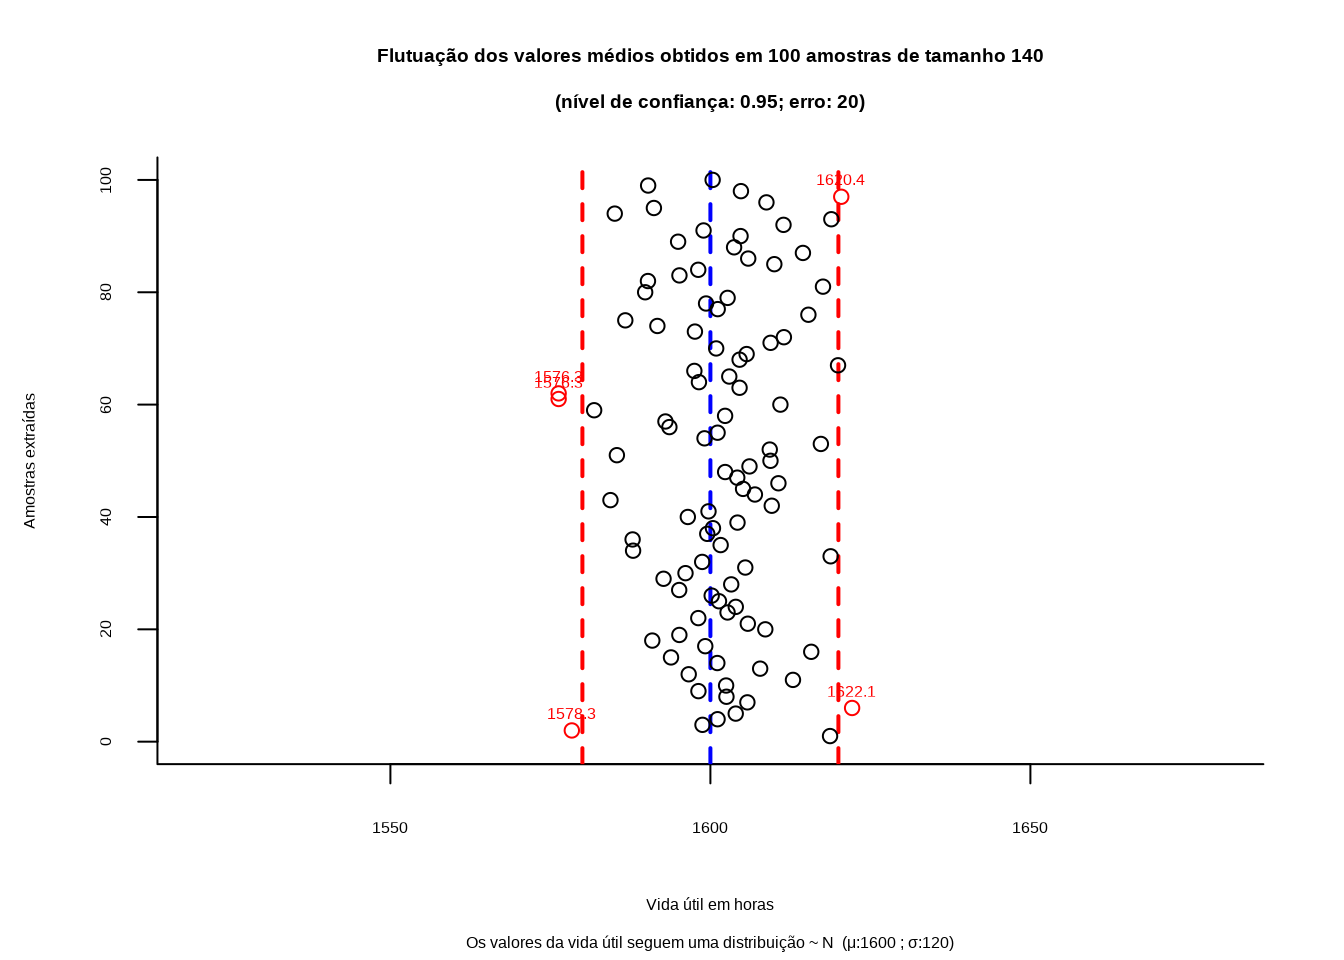 Flutuação dos valores médios obtidos em 100 amostras de tamanho 140
(nível de confiança: 0.95; erro: 20)
Amostras extraídas
100
80
60
40
20
0
1620.4
1576.3
1622.1
1578.3
1550
1600
1650
Vida útil em horas
Os valores da vida útil seguem uma distribuição ~ N (μ:1600 ; σ:120)